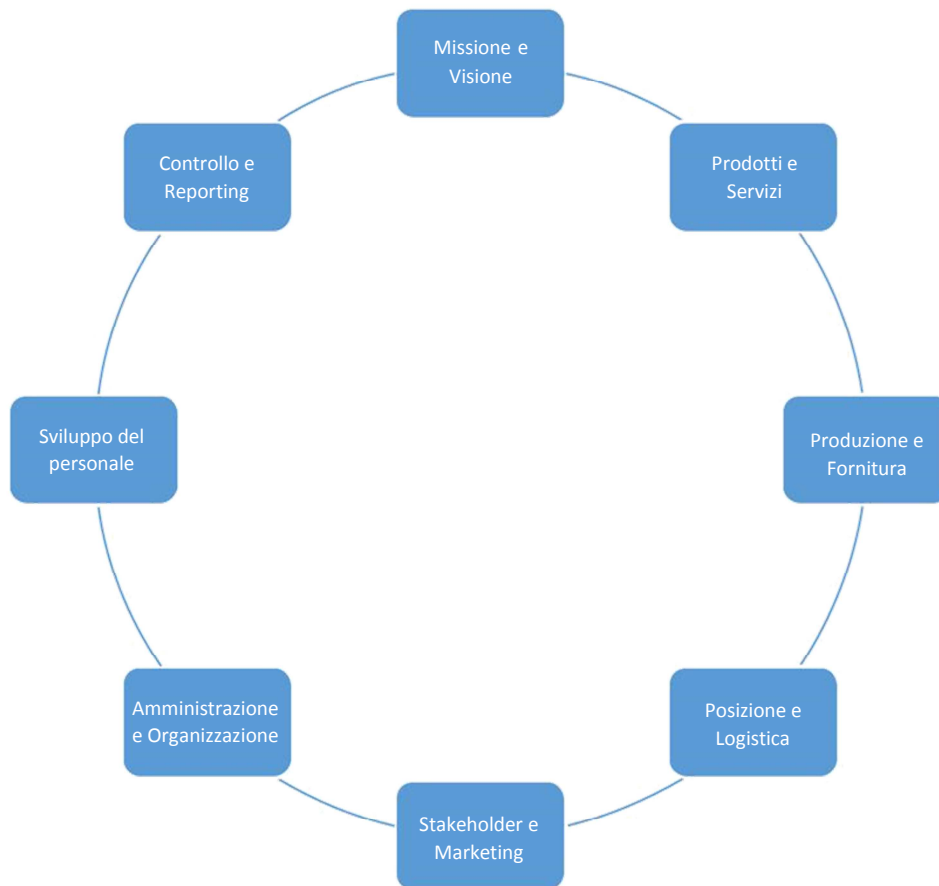 Missione e
Visione
Prodotti e
Servizi
Produzione e
Fornitura
Posizione e
Logistica
Stakeholder e
Marketing
Amministrazione
e Organizzazione
Sviluppo del
personale
Controllo e
Reporting